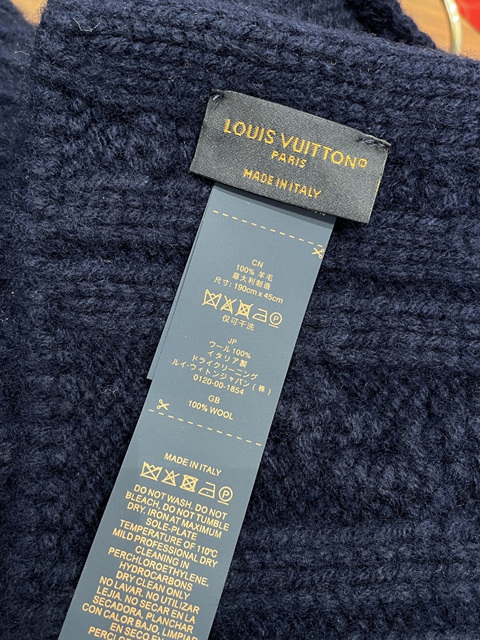 LOUIS VUITTON
PARIS
MADE IN ITALY
CN
100% 羊毛
意大利制造
尺寸: 190cm x 45cm
仅可干洗
JP
ウール100%
イタリア製
ドライクリーニング
ルイ・ヴィトンジャパン(株)
0120-00-1854
GB
100% WOOL
MADE IN ITALY
DO NOT WASH. DO NOT
BLEACH, DO NOT TUMBLE
DRY. IRON AT MAXIMUM
SOLE-PLATE
TEMPERATURE OF 110°C
MILD PROFESSIONAL DRY
CLEANING IN
PERCHLOROETHYLENE.
HYDROCARBONS
DRY CLEAN ONLY
NO LAVAR. NO UTILIZAR
LEJIA. NO SECAR EN LA
SECADORA, PLANCHAR
CON CALOR BAJO, LIMPIAD
EN SECO